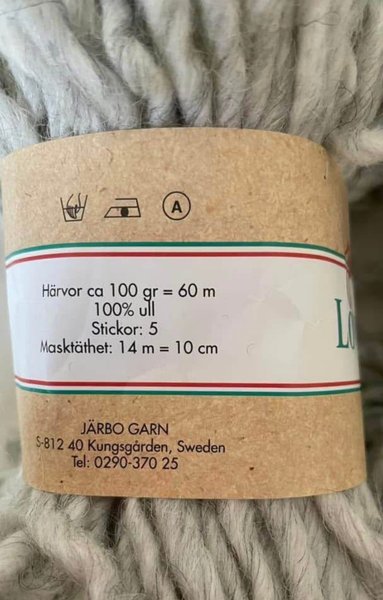 A
Härvor ca 100 gr = 60 m
100% ull
Stickor: 5
Masktäthet: 14 m = 10 cm
JÄRBO GARN
S-812 40 Kungsgården, Sweden
Tel: 0290-370 25